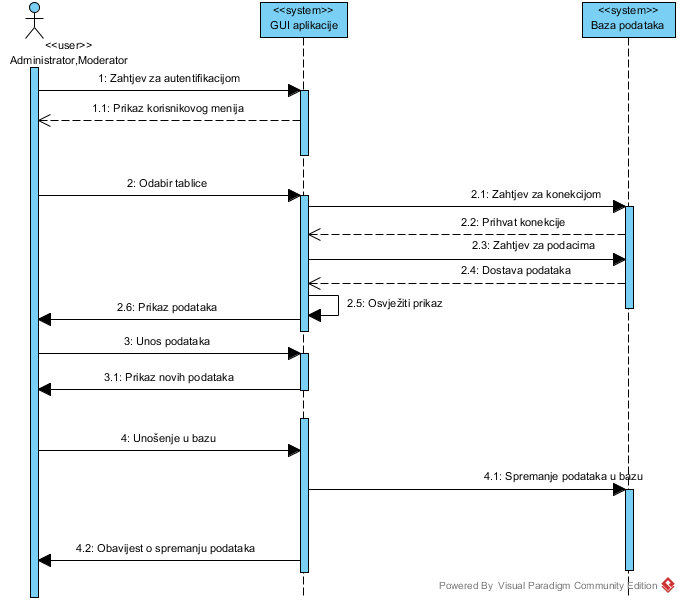 <<system>>
GUI aplikacije
<<system>>
Baza podataka
<<user>>
Administrator,Moderator
1: Zahtjev za autentifikacijom
1.1: Prikaz korisnikovog menija
2: Odabir tablice
2.1: Zahtjev za konekcijom
2.2: Prihvat konekcije
2.3: Zahtjev za podacima
2.4: Dostava podataka
2.5: Osvježiti prikaz
2.6: Prikaz podataka
3: Unos podataka
3.1: Prikaz novih podataka
4: Unošenje u bazu
4.1: Spremanje podataka u bazu
4.2: Obavijest o spremanju podataka
Powered By Visual Paradigm Community Edition